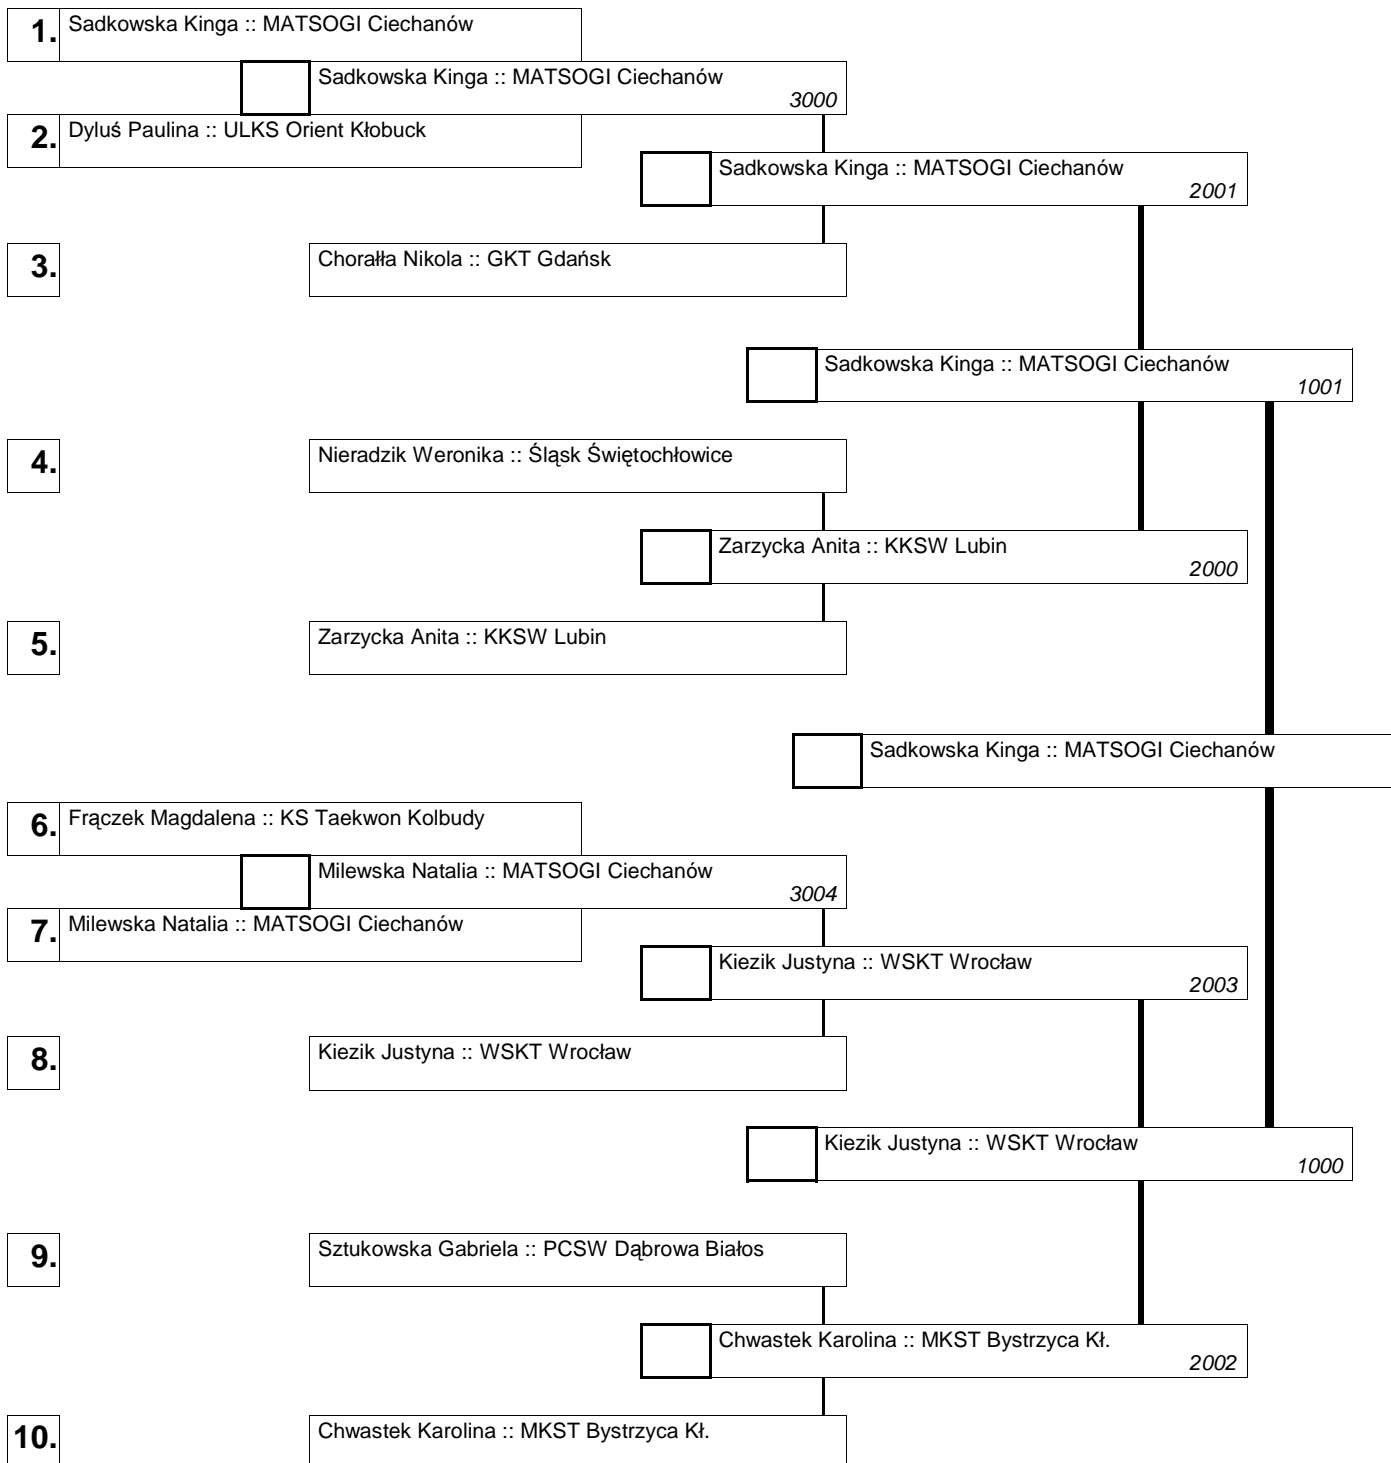 1. Sadkowska Kinga :: MATSOGI Ciechanów
Sadkowska Kinga :: MATSOGI Ciechanów
3000
2. Dyluś Paulina :: ULKS Orient Kłobuck
Sadkowska Kinga :: MATSOGI Ciechanów
2001
3. Chorałła Nikola :: GKT Gdańsk
Sadkowska Kinga :: MATSOGI Ciechanów
1001
4. Nieradzik Weronika :: Śląsk Świętochłowice
Zarzycka Anita :: KKSW Lubin
2000
5. Zarzycka Anita :: KKSW Lubin
Sadkowska Kinga :: MATSOGI Ciechanów
6. Frączek Magdalena :: KS Taekwon Kolbudy
Milewska Natalia :: MATSOGI Ciechanów
3004
7. Milewska Natalia :: MATSOGI Ciechanów
Kiezik Justyna :: WSKT Wrocław
2003
8. Kiezik Justyna :: WSKT Wrocław
Kiezik Justyna :: WSKT Wrocław
1000
9. Sztukowska Gabriela :: PCSW Dąbrowa Białos
Chwastek Karolina :: MKST Bystrzyca Kł.
2002
10. Chwastek Karolina :: MKST Bystrzyca Kł.